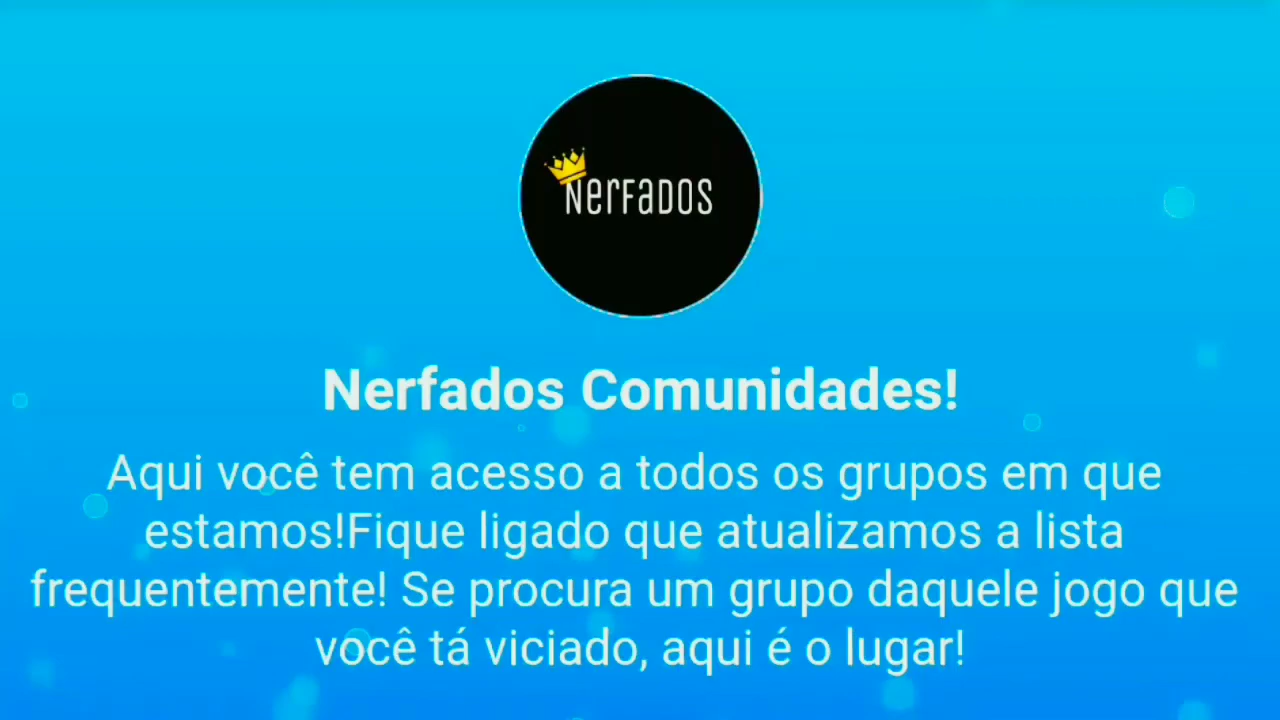 Nerfados
Nerfados Comunidades!
Aqui você tem acesso a todos os grupos em que
estamos!Fique ligado que atualizamos a lista
frequentemente! Se procura um grupo daquele jogo que
você tá viciado, aqui é o lugar!